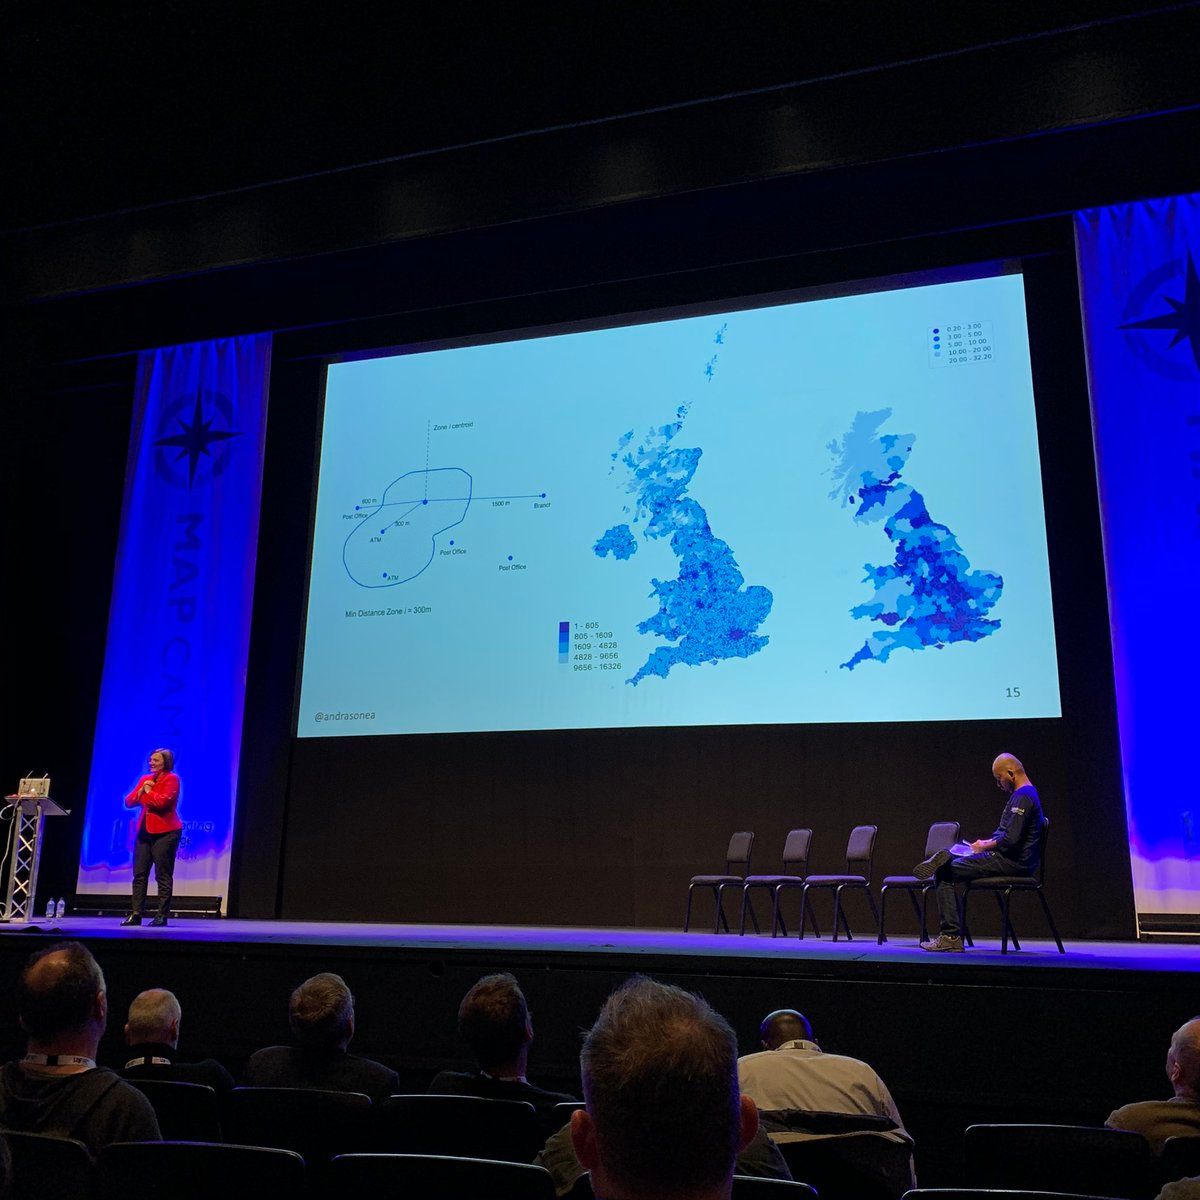 0.20 - 3.00
3.00 - 5.00
5.00 - 10.00
10.00 - 20.00
20.00 - 32.20
Zone i centroid
600 m
Post Office
1500 m
Branch
300 m
ATM
Post Office
Post Office
ATM
Min Distance Zone i = 300m
1 - 805
805 - 1609
1609 - 4828
4828 - 9656
9656 - 16326
@andrasonea
15
MAP CAMP